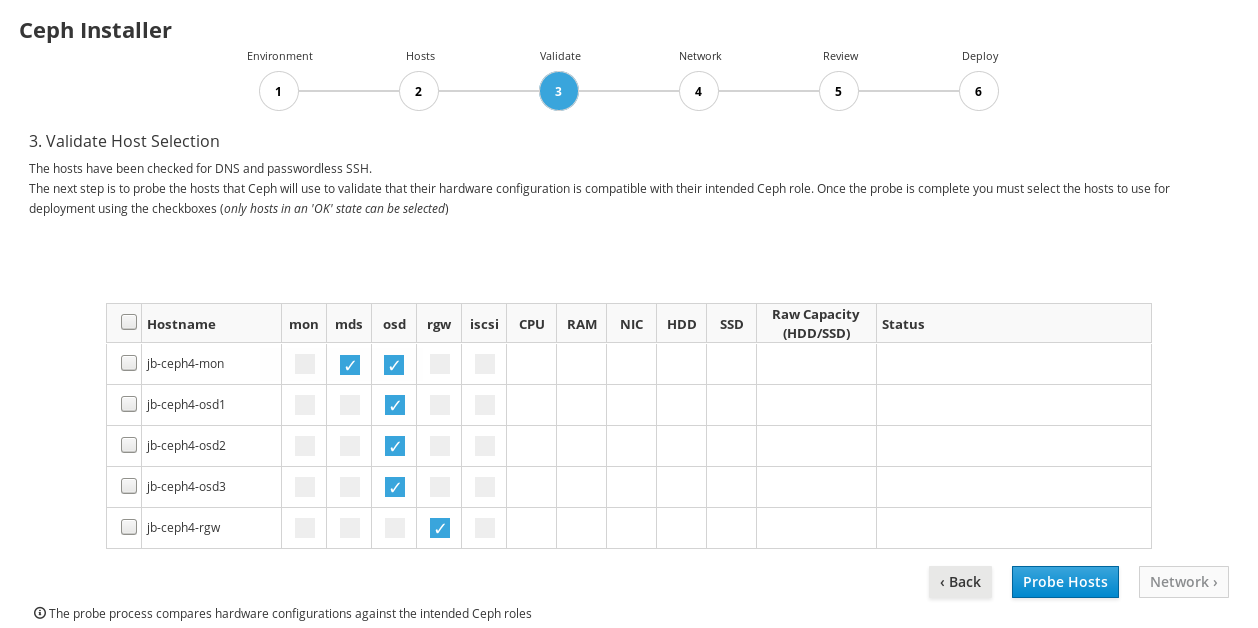 Ceph Installer
Environment Hosts Validate Network Review Deploy
1 2 3 4 5 6
3. Validate Host Selection
The hosts have been checked for DNS and passwordless SSH.
The next step is to probe the hosts that Ceph will use to validate that their hardware configuration is compatible with their intended Ceph role. Once the probe is complete you must select the hosts to use for
deployment using the checkboxes (only hosts in an 'OK' state can be selected)
Hostname mon mds osd rgw iscsi CPU RAM NIC HDD SSD Raw Capacity (HDD/SSD) Status
jb-ceph4-mon ✓ ✓
jb-ceph4-osd1 ✓
jb-ceph4-osd2 ✓
jb-ceph4-osd3 ✓
jb-ceph4-rgw ✓
‹ Back Probe Hosts Network ›
The probe process compares hardware configurations against the intended Ceph roles